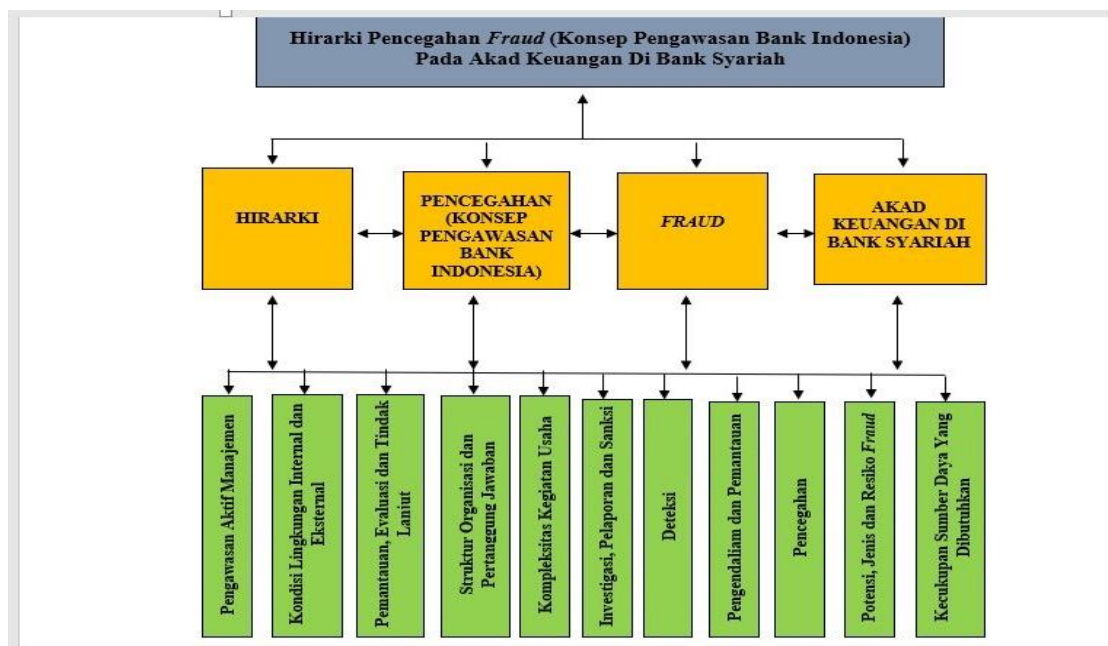 Hirarki Pencegahan Fraud (Konsep Pengawasan Bank Indonesia)
Pada Akad Keuangan Di Bank Syariah
HIRARKI
PENCEGAHAN
(KONSEP
PENGAWASAN
BANK
INDONESIA)
FRAUD
AKAD
KEUANGAN DI
BANK SYARIAH
Pengawasan Aktif Manajemen
Kondisi Lingkungan Internal dan
Eksternal
Pemantauan, Evaluasi dan Tindak
Laniut
Struktur Organisasi dan
Pertanggung Jawaban
Kompleksitas Kegiatan Usaha
Investigasi, Pelaporan dan Sanksi
Deteksi
Pengendaliam dan Pemantauan
Pencegahan
Potensi, Jenis dan Resiko Fraud
Kecukupan Sumber Daya Yang
Dibutuhkan